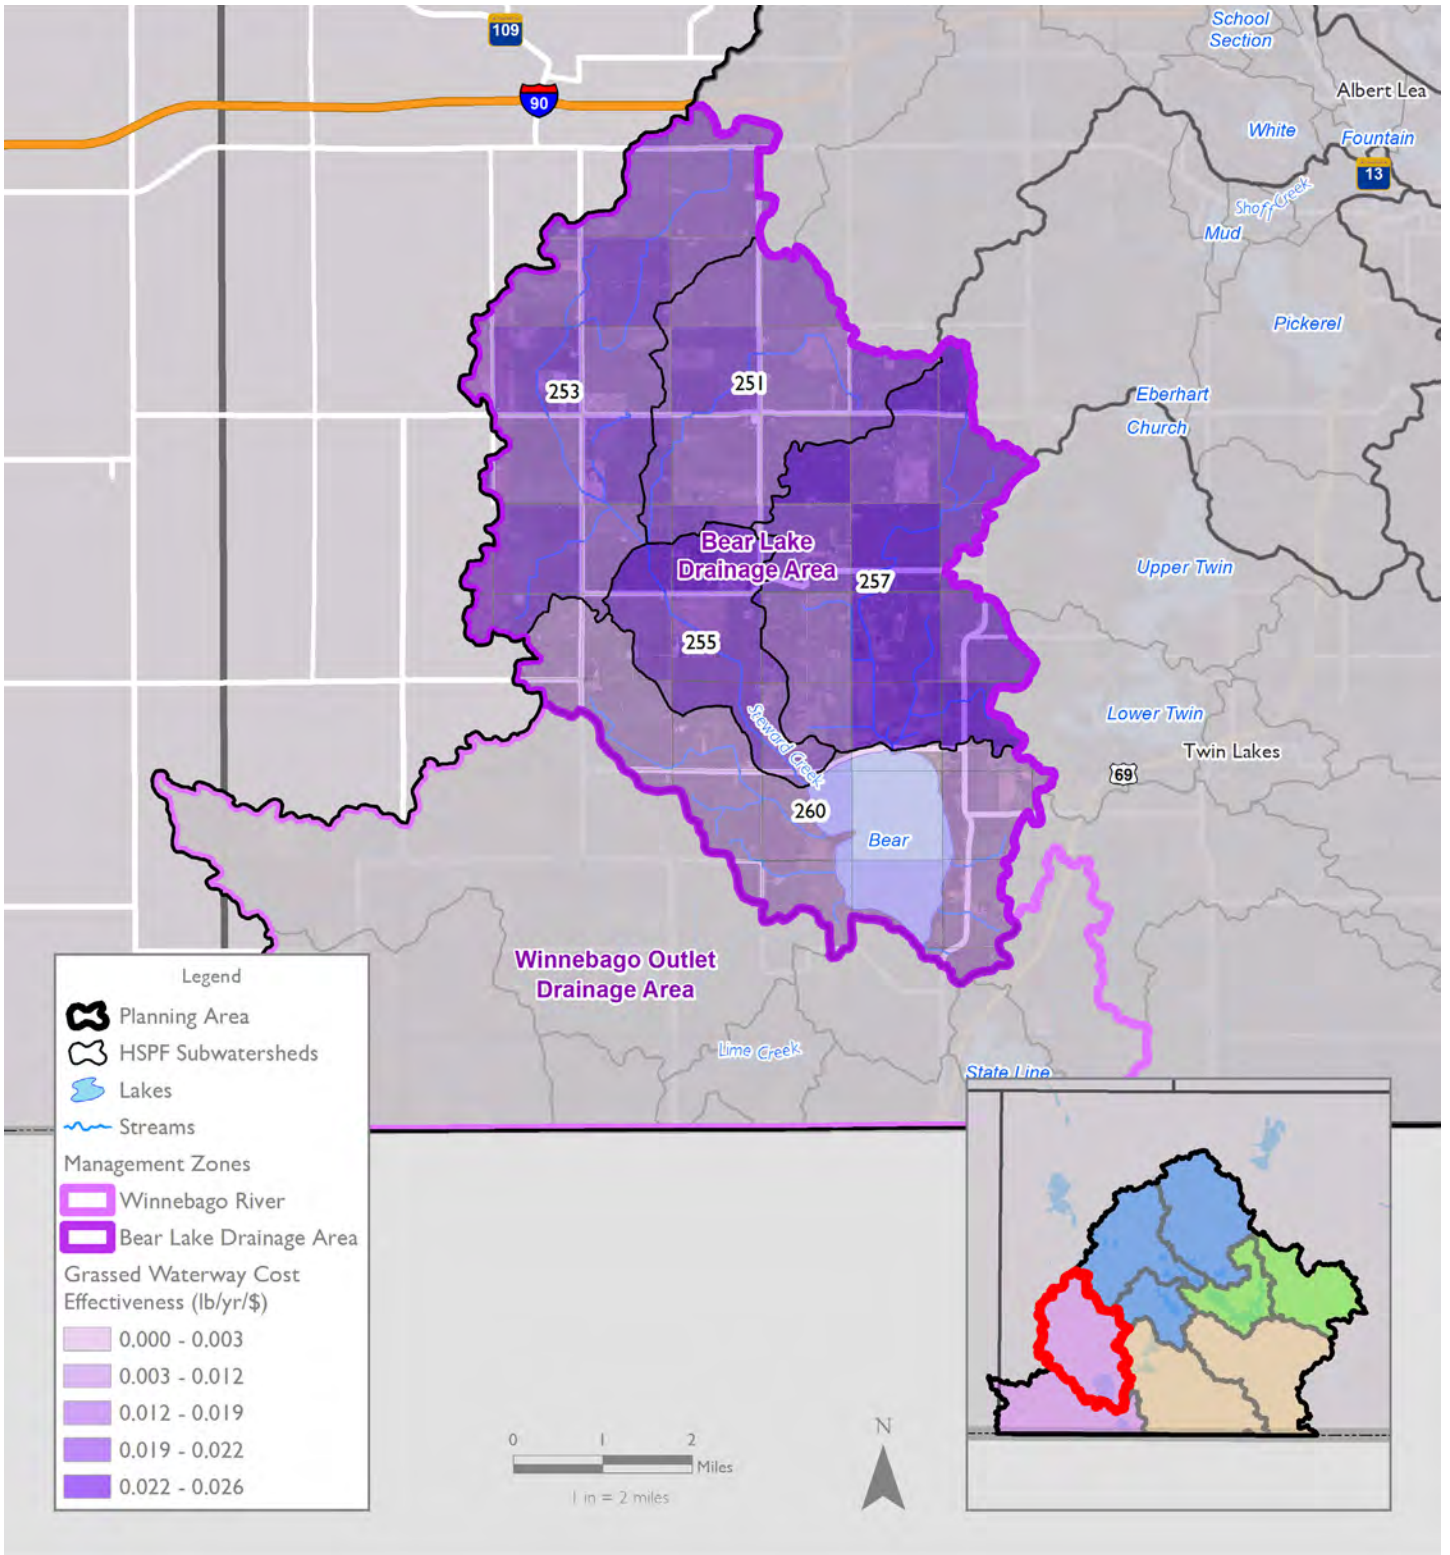 109
School
Section
90
Albert Lea
White
Fountain
13
Shoff Creek
Mud
Pickerel
253
251
Eberhart
Church
Bear Lake
Drainage Area
Upper Twin
257
255
Lower Twin
Steward Creek
Twin Lakes
69
260
Bear
Winnebago Outlet
Drainage Area
Lime Creek
State Line
Legend
Planning Area
HSPF Subwatersheds
Lakes
Streams
Management Zones
Winnebago River
Bear Lake Drainage Area
Grassed Waterway Cost
Effectiveness (lb/yr/$)
0.000 - 0.003
0.003 - 0.012
0.012 - 0.019
0.019 - 0.022
0.022 - 0.026
0 1 2
Miles
1 in = 2 miles
N